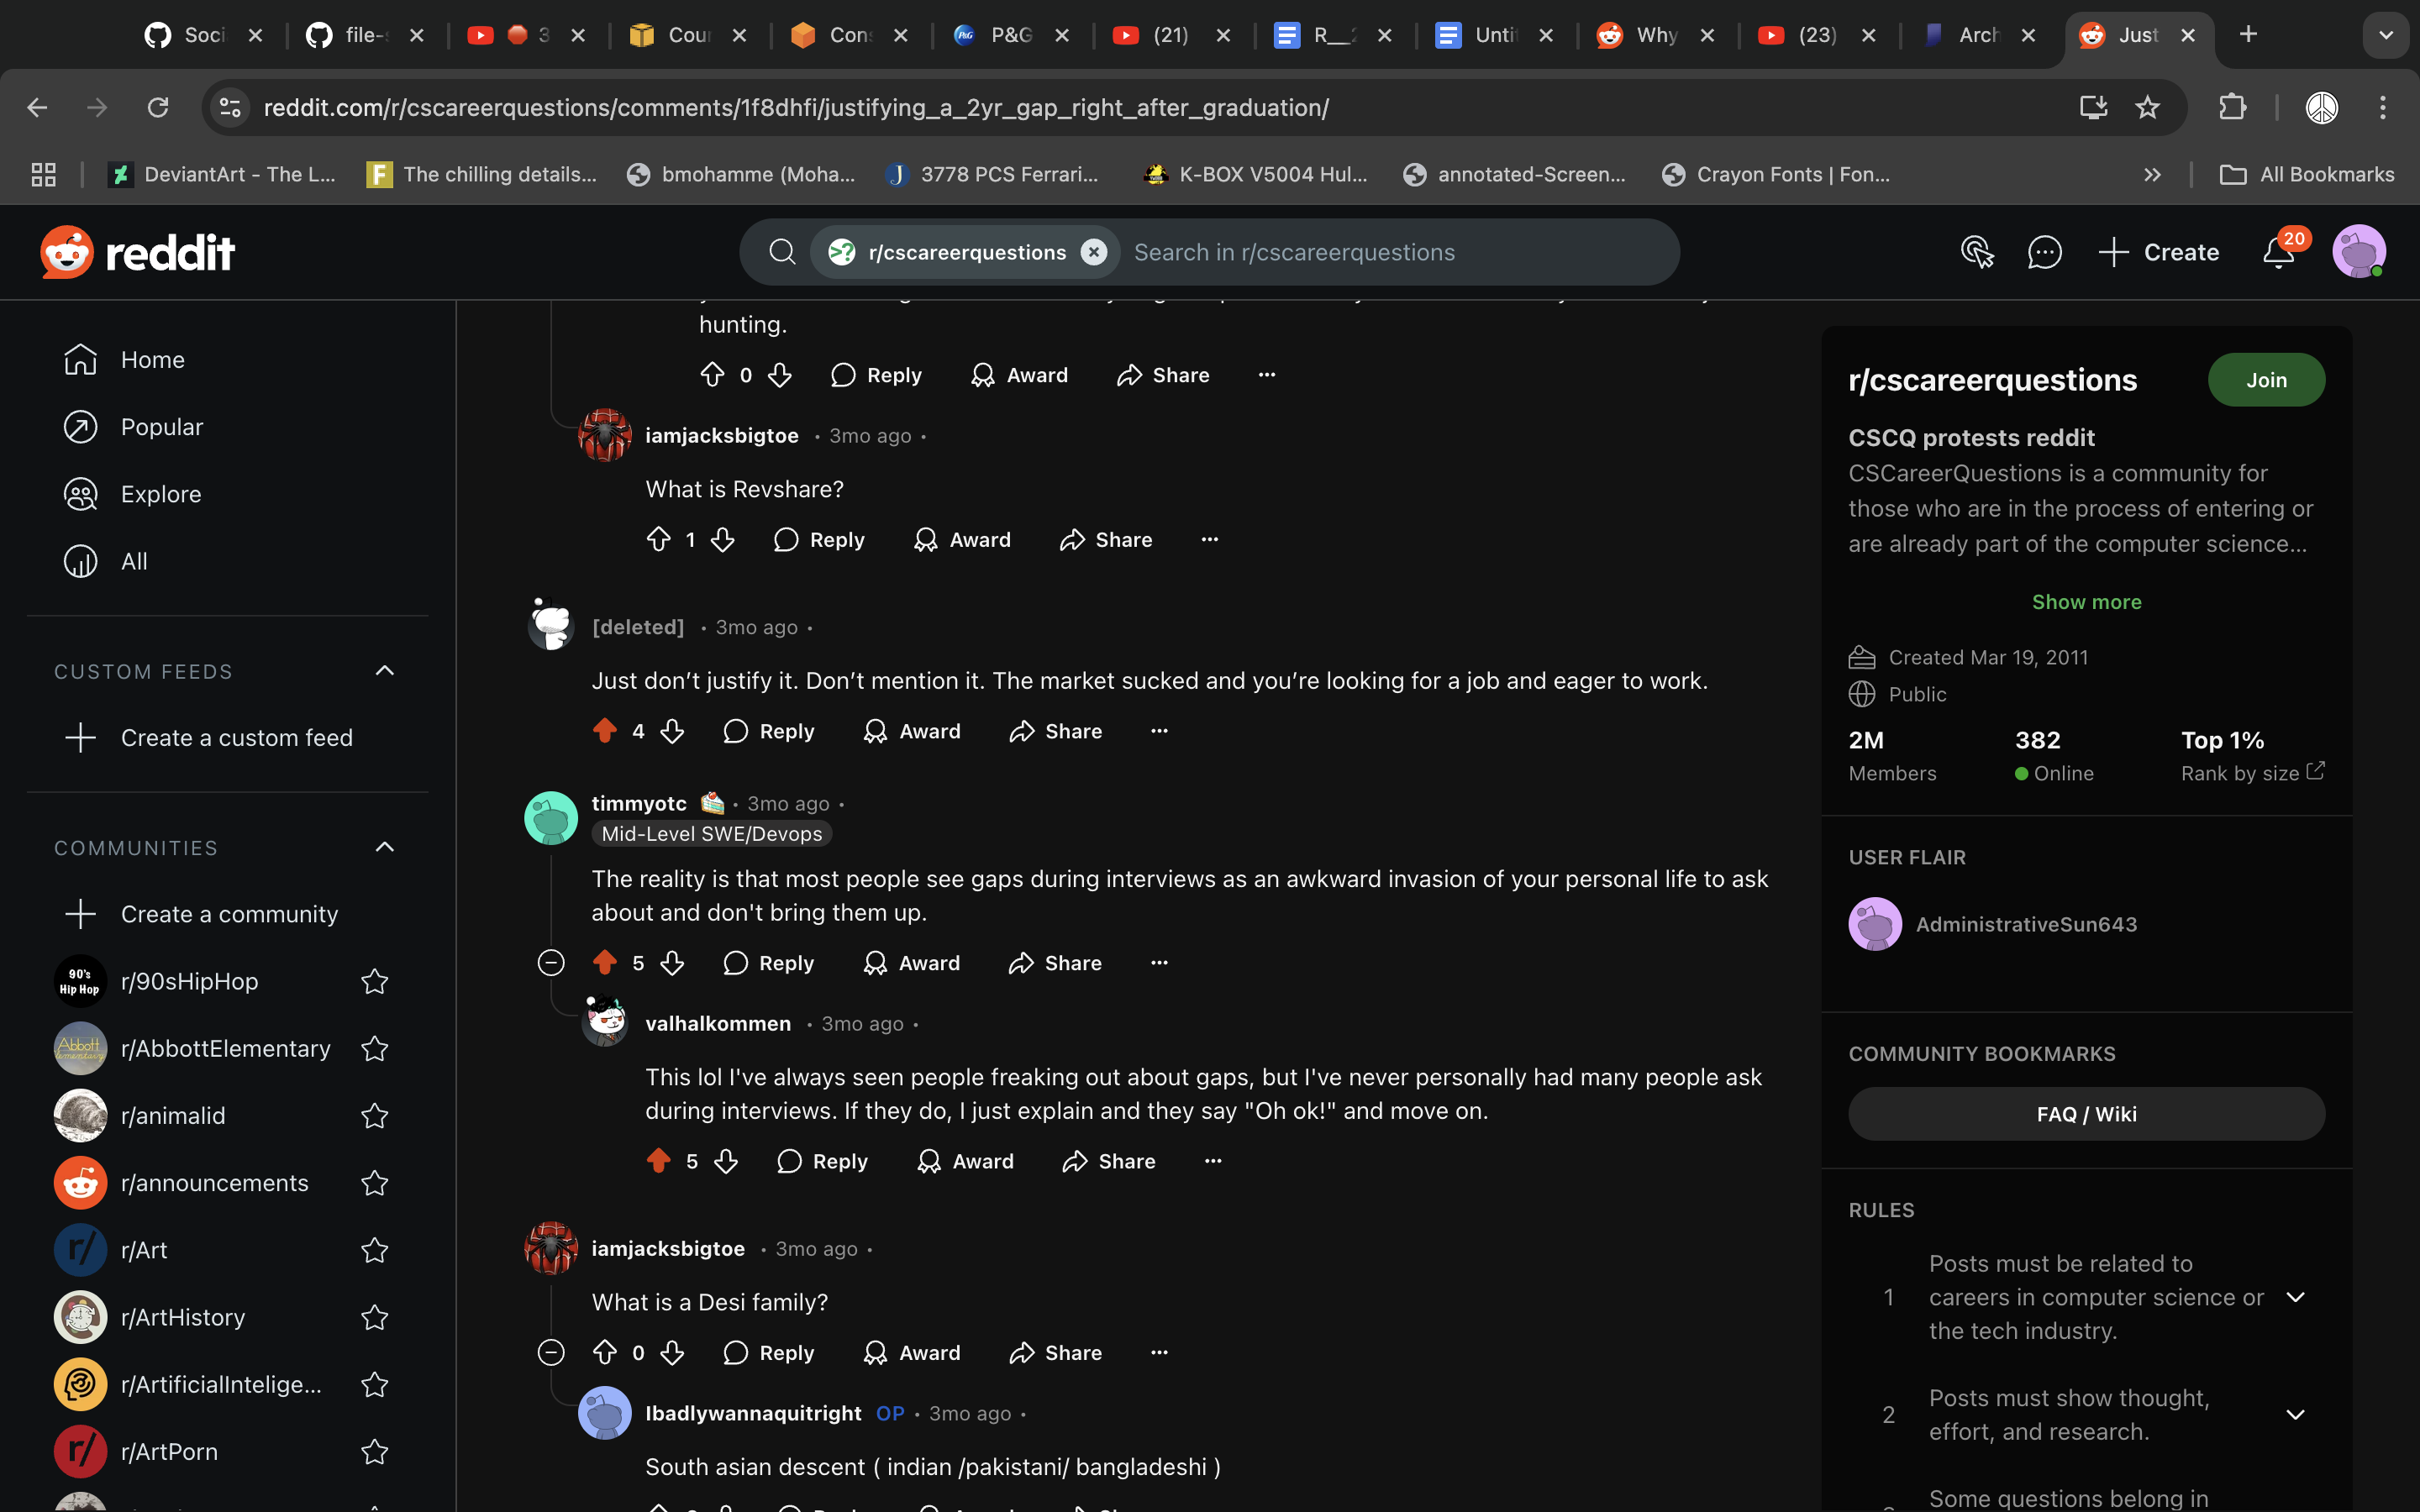 Soci
file-s
3
Cour
Cons
P&G
(21)
R__2
Unti
Why
(23)
Arch
Just
reddit.com/r/cscareerquestions/comments/1f8dhfi/justifying_a_2yr_gap_right_after_graduation/
DeviantArt - The L...
The chilling details...
bmohamme (Moha...
3778 PCS Ferrari...
K-BOX V5004 Hul...
annotated-Screen...
Crayon Fonts | Fon...
All Bookmarks
reddit
r/cscareerquestions
Search in r/cscareerquestions
Create
20
Home
Popular
Explore
All
CUSTOM FEEDS
Create a custom feed
COMMUNITIES
Create a community
90's
Hip Hop
r/90sHipHop
Abbott
elementary
r/AbbottElementary
r/animalid
r/announcements
r/
r/Art
r/ArtHistory
r/ArtificialIntelige...
r/
r/ArtPorn
hunting.
0 Reply Award Share
iamjacksbigtoe • 3mo ago •
What is Revshare?
1 Reply Award Share
[deleted] • 3mo ago •
Just don’t justify it. Don’t mention it. The market sucked and you’re looking for a job and eager to work.
4 Reply Award Share
timmyotc • 3mo ago •
Mid-Level SWE/Devops
The reality is that most people see gaps during interviews as an awkward invasion of your personal life to ask
about and don't bring them up.
5 Reply Award Share
valhalkommen • 3mo ago •
This lol I've always seen people freaking out about gaps, but I've never personally had many people ask
during interviews. If they do, I just explain and they say "Oh ok!" and move on.
5 Reply Award Share
iamjacksbigtoe • 3mo ago •
What is a Desi family?
0 Reply Award Share
Ibadlywannaquitright OP • 3mo ago •
South asian descent ( indian /pakistani/ bangladeshi )
r/cscareerquestions
Join
CSCQ protests reddit
CSCareerQuestions is a community for
those who are in the process of entering or
are already part of the computer science...
Show more
Created Mar 19, 2011
Public
2M 382 Top 1%
Members Online Rank by size
USER FLAIR
AdministrativeSun643
COMMUNITY BOOKMARKS
FAQ / Wiki
RULES
1 Posts must be related to
careers in computer science or
the tech industry.
2 Posts must show thought,
effort, and research.
Some questions belong in